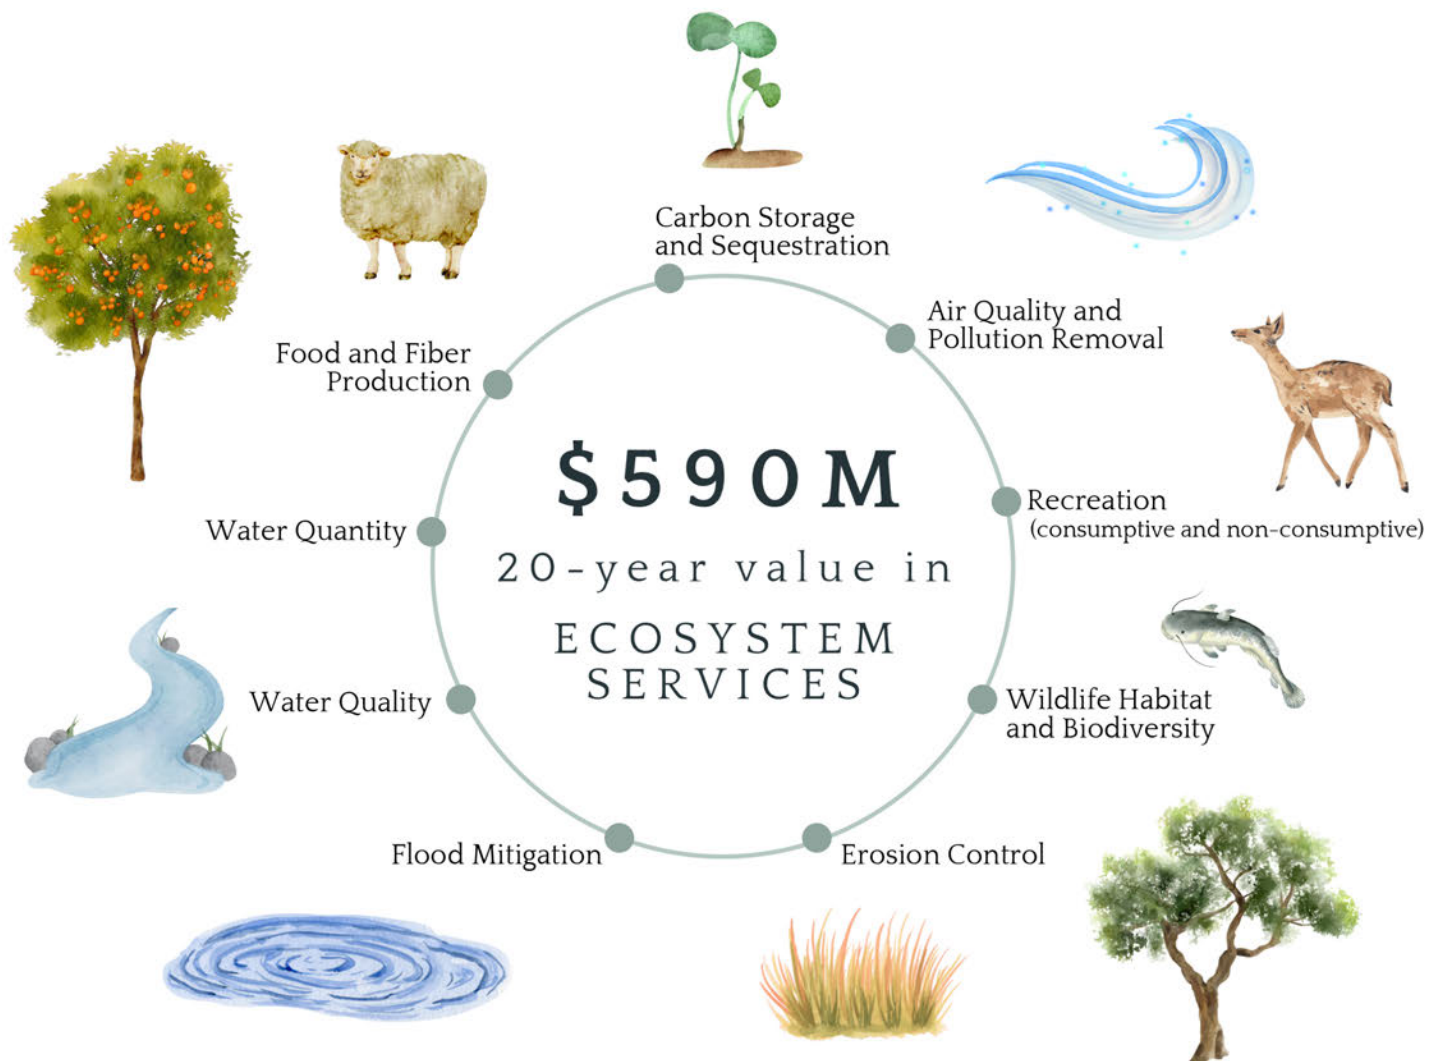 Carbon Storage
and Sequestration
Air Quality and
Pollution Removal
Food and Fiber
Production
$590M
Recreation
(consumptive and non-consumptive)
Water Quantity
20-year value in
ECOSYSTEM
SERVICES
Water Quality
Wildlife Habitat
and Biodiversity
Flood Mitigation
Erosion Control